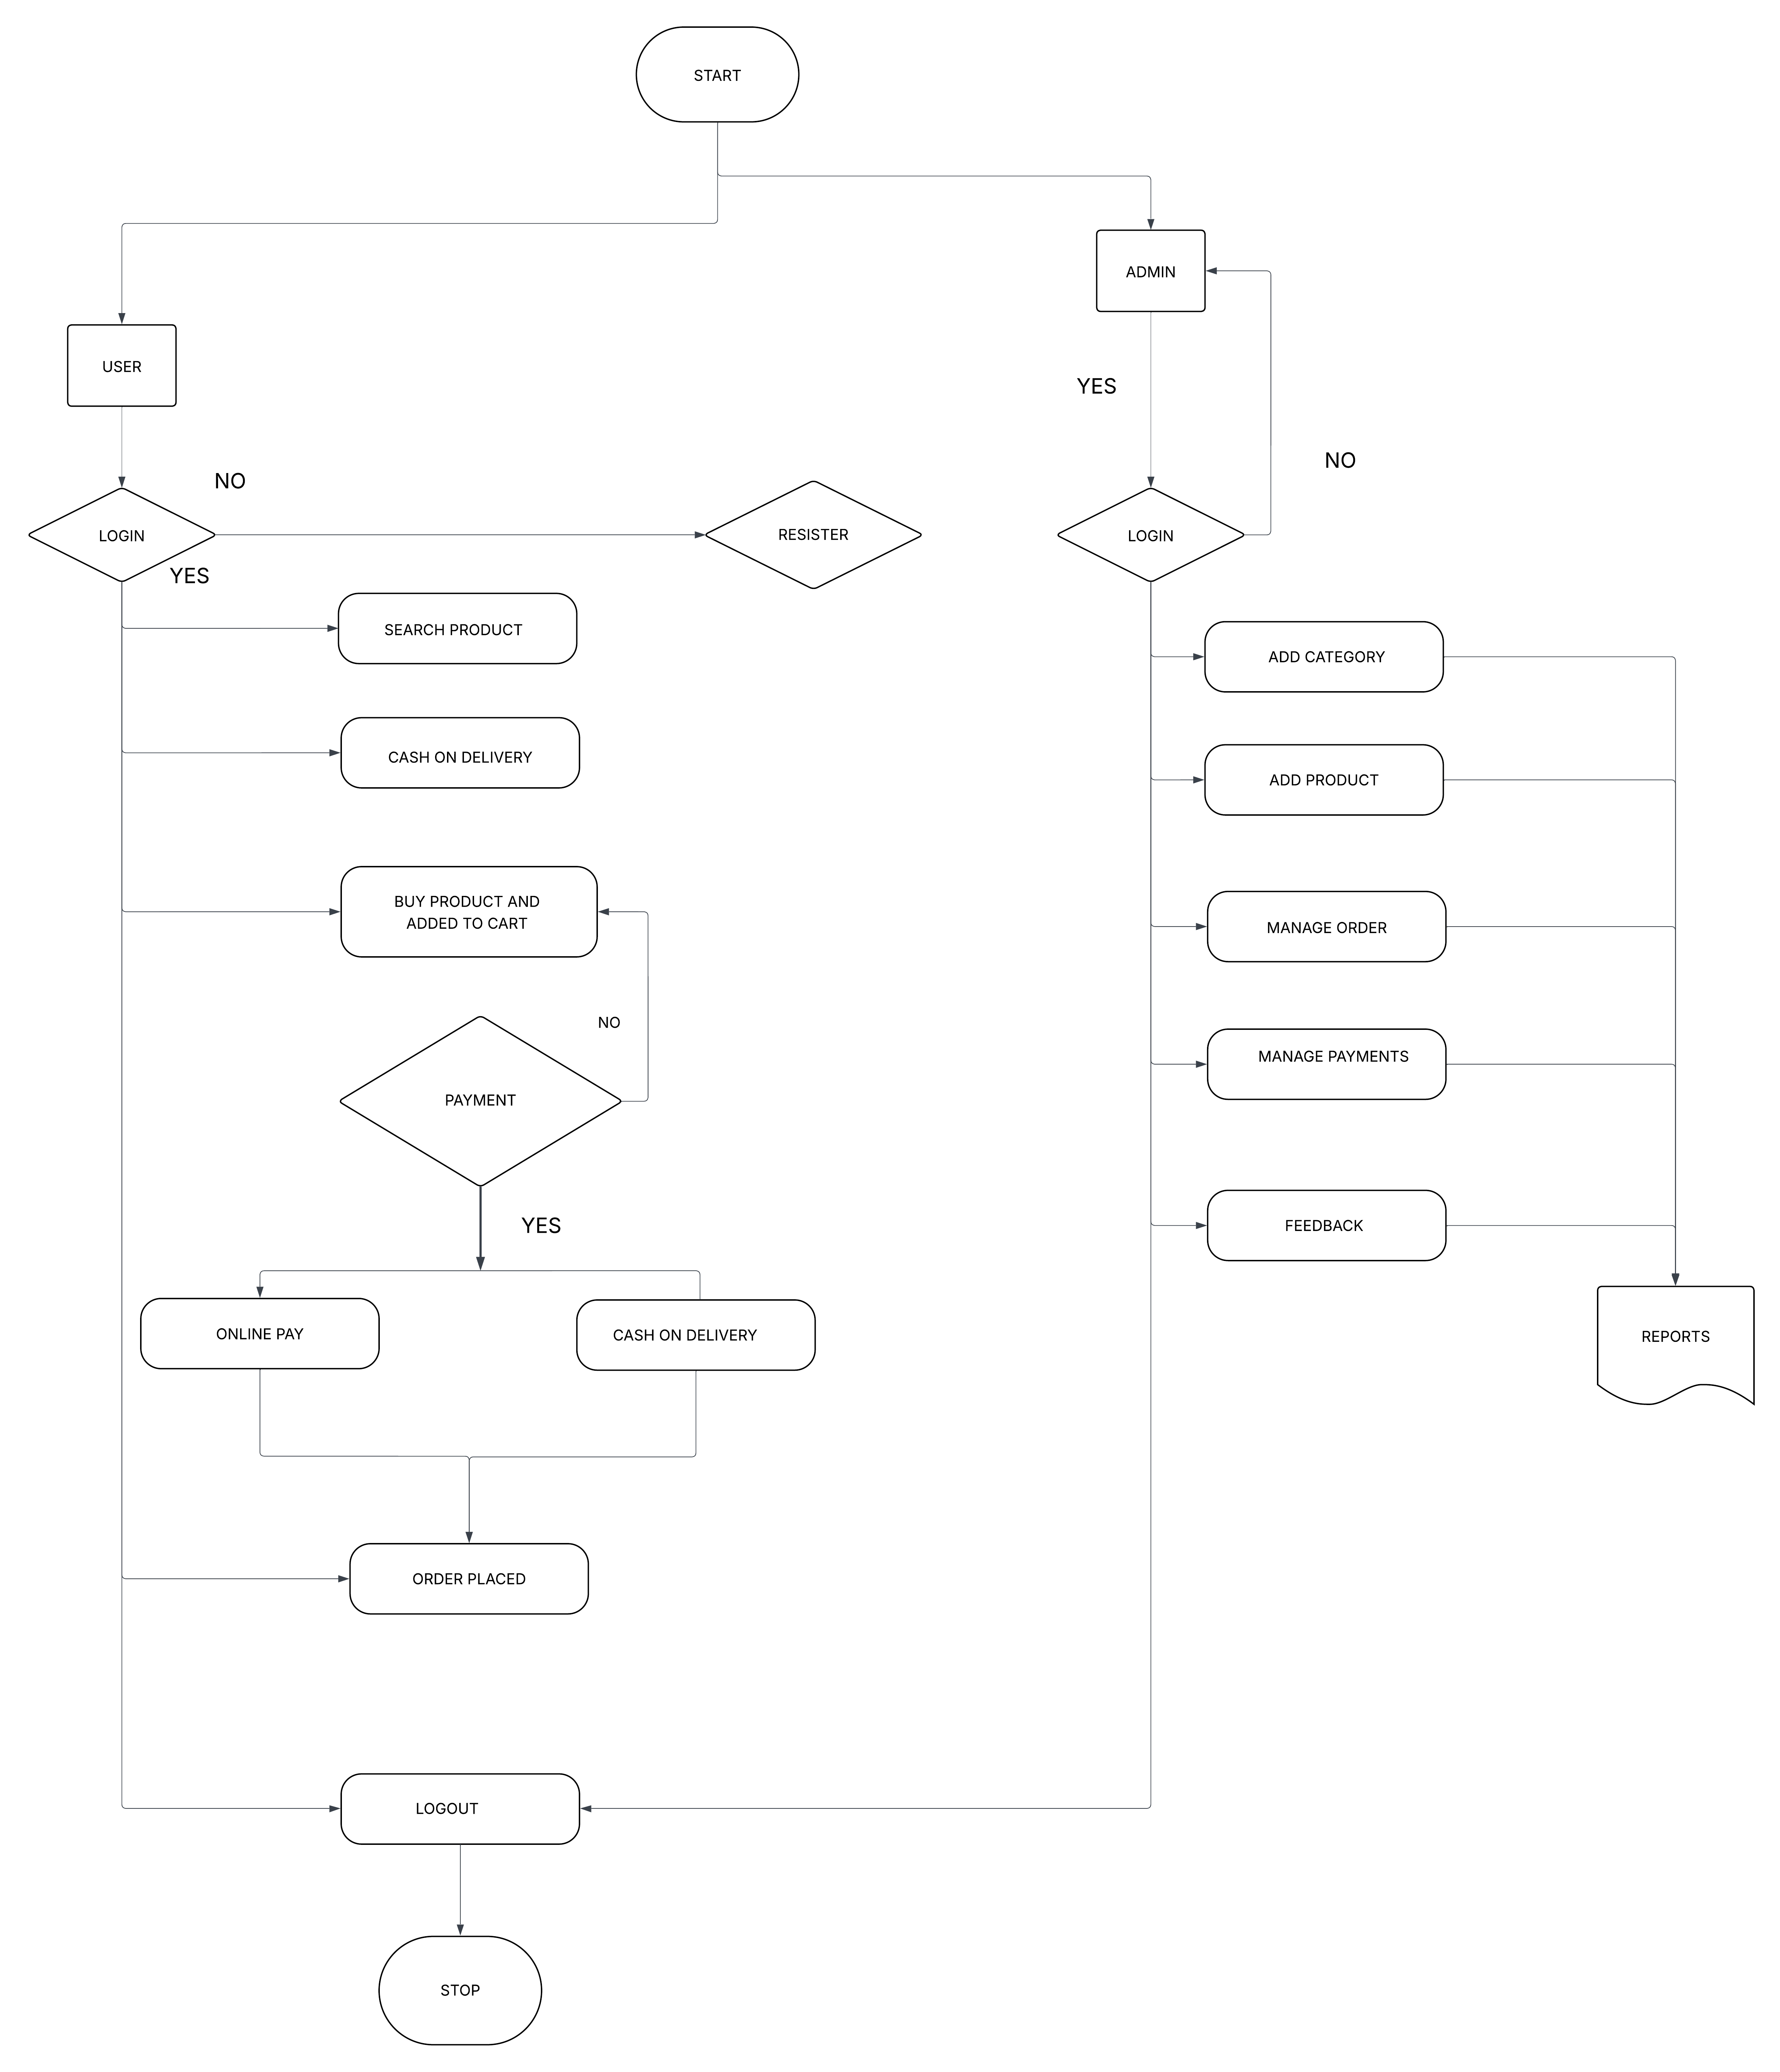 START
ADMIN
USER
YES
NO
NO
LOGIN
RESISTER
LOGIN
YES
SEARCH PRODUCT
ADD CATEGORY
CASH ON DELIVERY
ADD PRODUCT
BUY PRODUCT AND
ADDED TO CART
MANAGE ORDER
NO
MANAGE PAYMENTS
PAYMENT
YES
FEEDBACK
ONLINE PAY
CASH ON DELIVERY
REPORTS
ORDER PLACED
LOGOUT
STOP